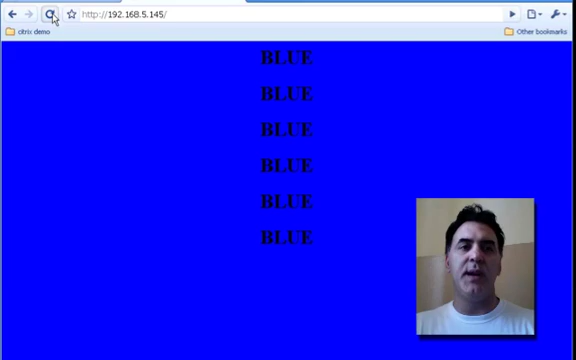 http://192.168.5.145/
citrix demo
Other bookmarks
BLUE
BLUE
BLUE
BLUE
BLUE
BLUE